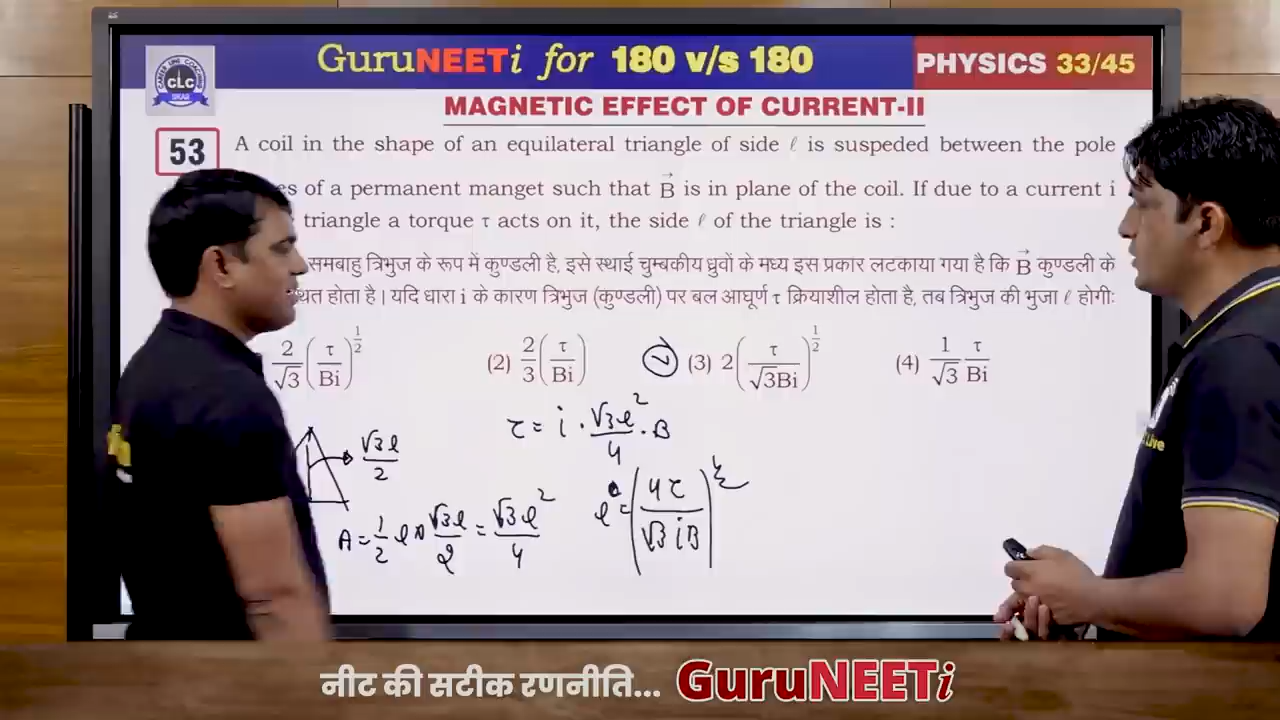 GuruNEETi for 180 v/s 180
PHYSICS 33/45
CLC
SIKAR
MAGNETIC EFFECT OF CURRENT-II
53
A coil in the shape of an equilateral triangle of side ℓ is suspeded between the pole
of a permanent manget such that B⃗ is in plane of the coil. If due to a current i
triangle a torque τ acts on it, the side ℓ of the triangle is :
समबाहु त्रिभुज के रूप में कुण्डली है, इसे स्थाई चुम्बकीय ध्रुवों के मध्य इस प्रकार लटकाया गया है कि B⃗ कुण्डली के
होता है। यदि धारा i के कारण त्रिभुज (कुण्डली) पर बल आघूर्ण τ क्रियाशील होता है, तब त्रिभुज की भुजा ℓ होगीः
2/√3 (τ/Bi)^1/2
(2) 2/3 (τ/Bi)
✓ (3) 2(τ/√3Bi)^1/2
(4) 1/√3 τ/Bi
τ = i · √3ℓ²/4 · B
√3ℓ/2
A = 1/2 ℓ × √3ℓ/2 = √3ℓ²/4
ℓ = (4τ/√3 iB)^1/2
Live
नीट की सटीक रणनीति... GuruNEETi